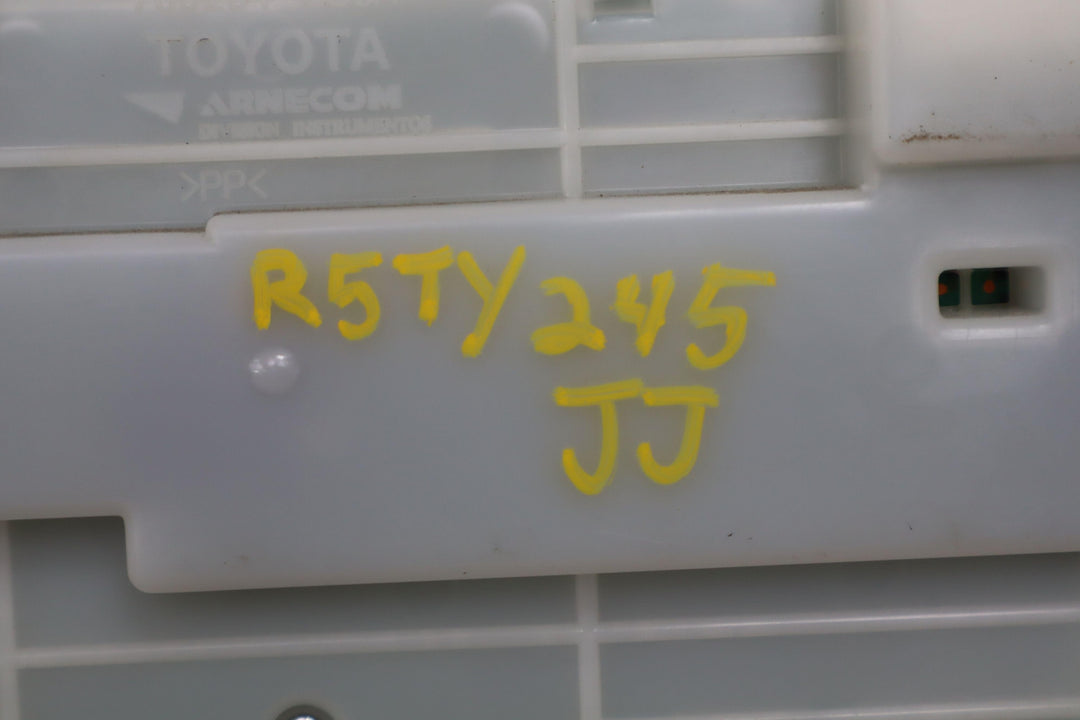 TOYOTA
ARNECOM
DIVISION INSTRUMENTOS
>PP<
R5TY245
JJ